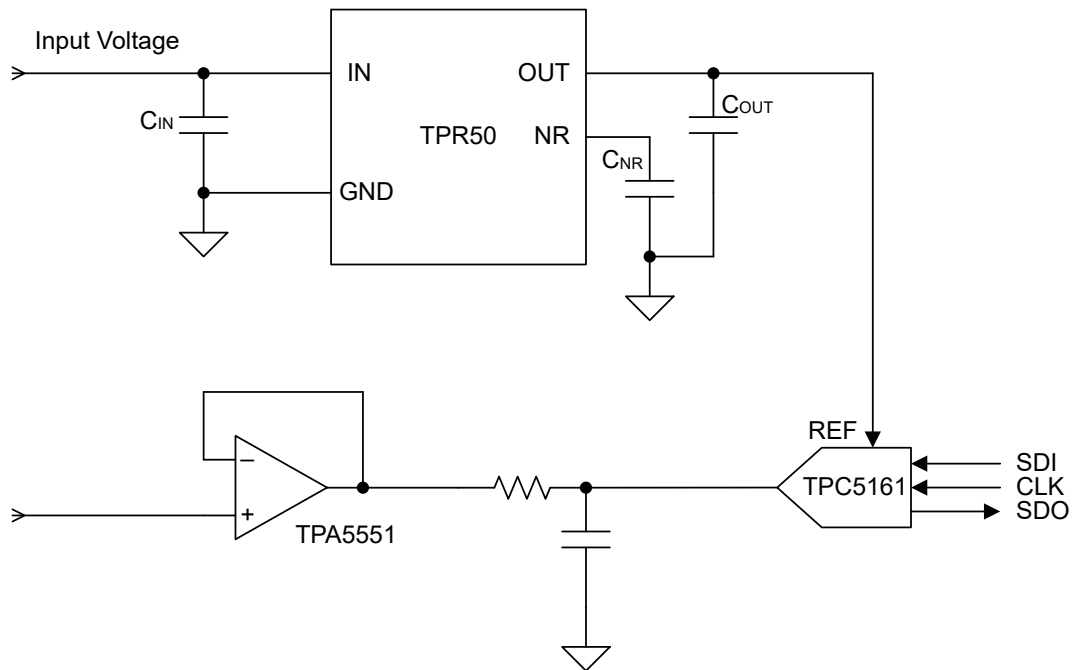 Input Voltage
IN
OUT
CIN
COUT
TPR50
NR
CNR
GND
REF
SDI
TPC5161
CLK
SDO
−
+
TPA5551